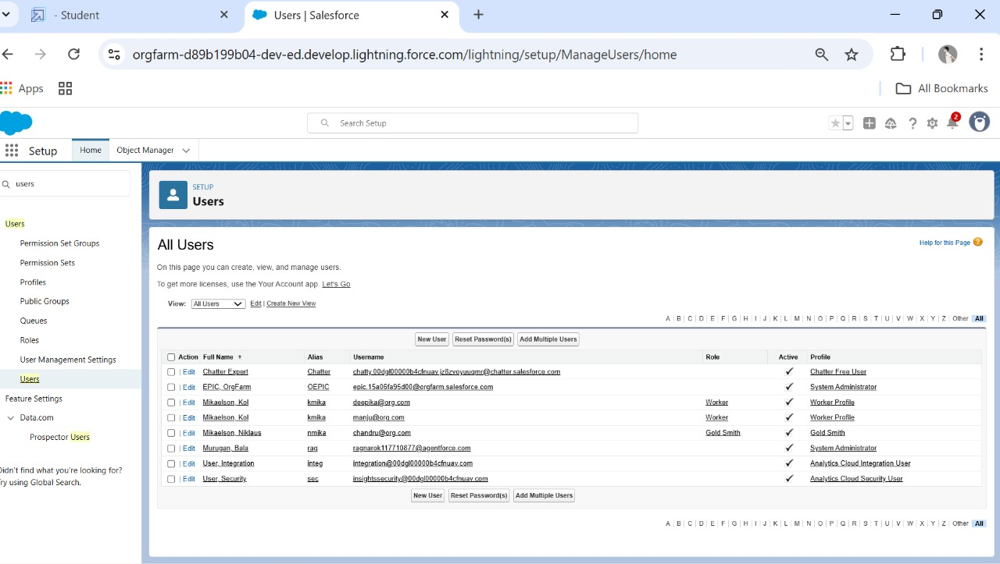 - Student
Users | Salesforce
orgfarm-d89b199b04-dev-ed.develop.lightning.force.com/lightning/setup/ManageUsers/home
Apps
All Bookmarks
Search Setup
2
Setup Home Object Manager
users
SETUP
Users
Users
Permission Set Groups
Permission Sets
Profiles
Public Groups
Queues
Roles
User Management Settings
Users
Feature Settings
Data.com
Prospector Users
Didn't find what you're looking for?
Try using Global Search.
All Users
Help for this Page ?
On this page you can create, view, and manage users.
To get more licenses, use the Your Account app. Let's Go
View: All Users Edit | Create New View
A | B | C | D | E | F | G | H | I | J | K | L | M | N | O | P | Q | R | S | T | U | V | W | X | Y | Z | Other All
New User Reset Password(s) Add Multiple Users
Action Full Name ↑ Alias Username Role Active Profile
| Edit Chatter Expert Chatter chatty.00dgl00000b4cfnuav.jz8zvoyuuqmr@chatter.salesforce.com ✓ Chatter Free User
| Edit EPIC, OrgFarm OEPIC epic.15a06fa95d00@orgfarm.salesforce.com ✓ System Administrator
| Edit Mikaelson, Kol kmika deepika@org.com Worker ✓ Worker Profile
| Edit Mikaelson, Kol kmika manju@org.com Worker ✓ Worker Profile
| Edit Mikaelson, Niklaus nmika chandru@org.com Gold Smith ✓ Gold Smith
| Edit Murugan, Bala rag ragnarok117710877@agentforce.com ✓ System Administrator
| Edit User, Integration integ integration@00dgl00000b4cfnuav.com ✓ Analytics Cloud Integration User
| Edit User, Security sec insightssecurity@00dgl00000b4cfnuav.com ✓ Analytics Cloud Security User
New User Reset Password(s) Add Multiple Users
A | B | C | D | E | F | G | H | I | J | K | L | M | N | O | P | Q | R | S | T | U | V | W | X | Y | Z | Other All